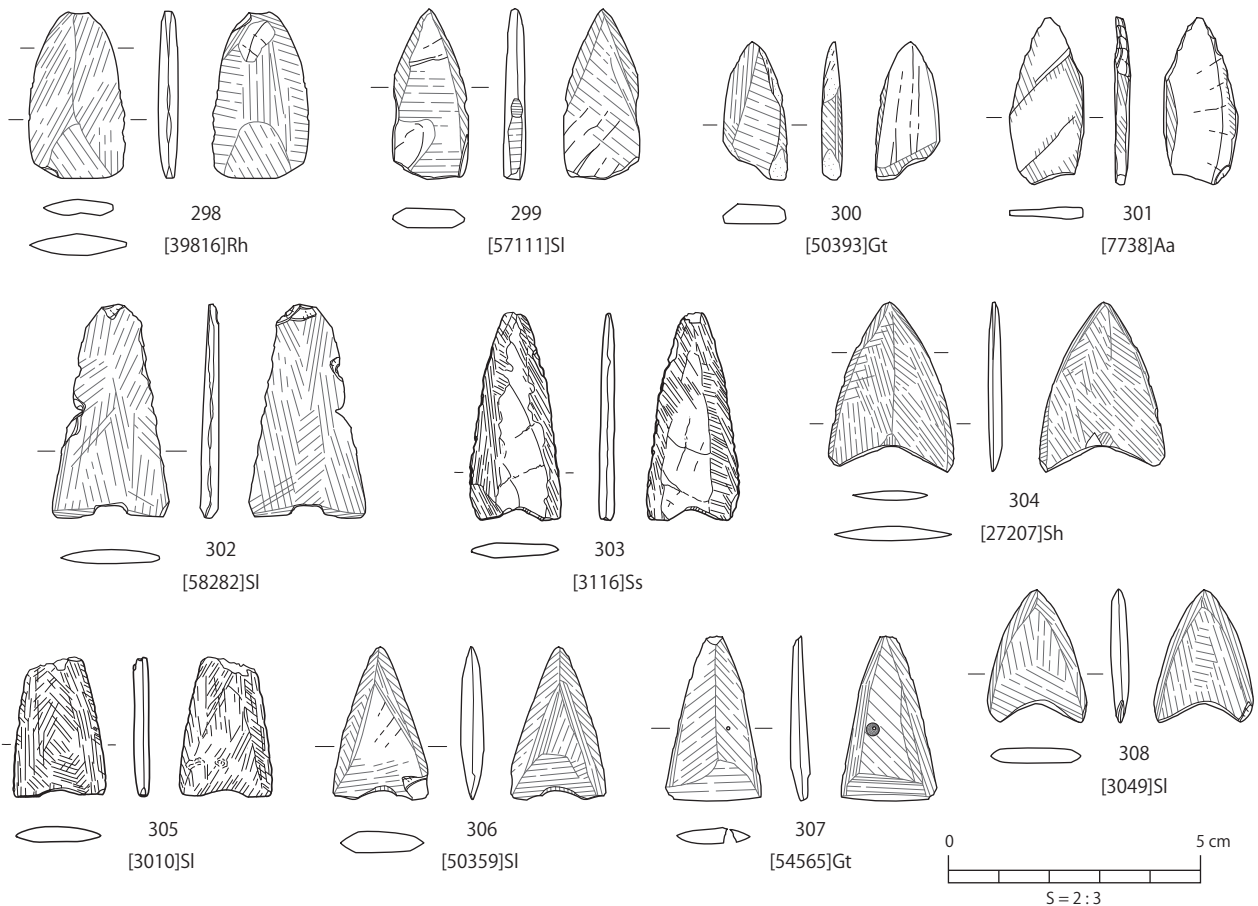 298
[39816]Rh
299
[57111]Sl
300
[50393]Gt
301
[7738]Aa
302
[58282]Sl
303
[3116]Ss
304
[27207]Sh
305
[3010]Sl
306
[50359]Sl
307
[54565]Gt
308
[3049]Sl
0 5 cm
S = 2 : 3